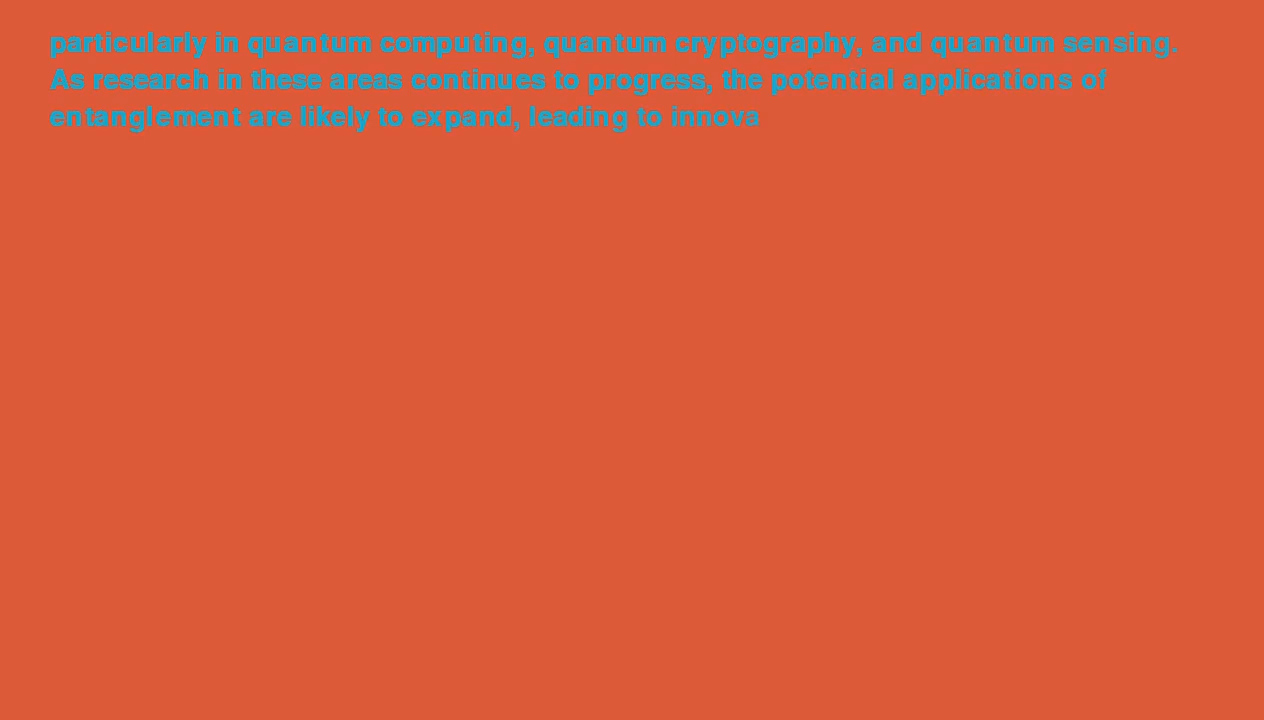 particularly in quantum computing, quantum cryptography, and quantum sensing.
As research in these areas continues to progress, the potential applications of
entanglement are likely to expand, leading to innova